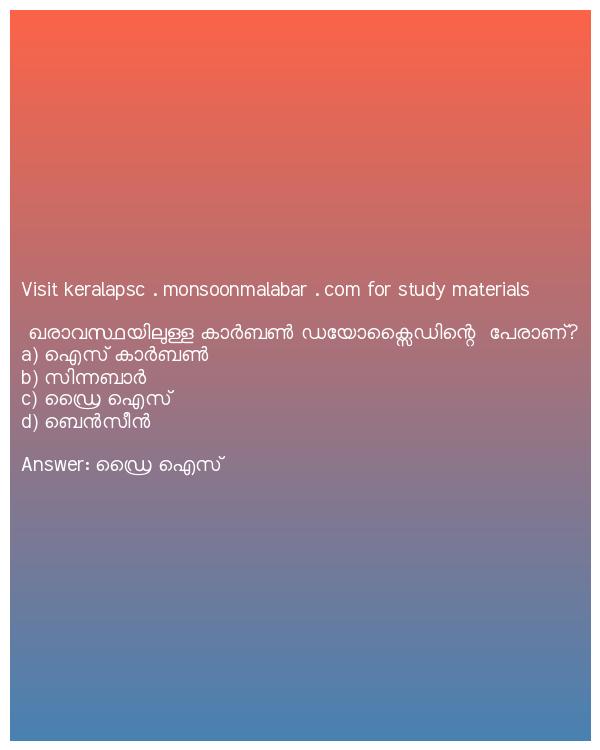 Visit keralapsc .monsoonmalabar .com for study materials
ഖരാവസ്ഥയിലുള്ള കാർബൺ ഡയോക്സൈഡിന്റെ പേരാണ്?
a) ഐസ് കാർബൺ
b) സിന്നബാർ
c) ഡ്രൈ ഐസ്
d) ബെൻസീൻ
Answer: ഡ്രൈ ഐസ്